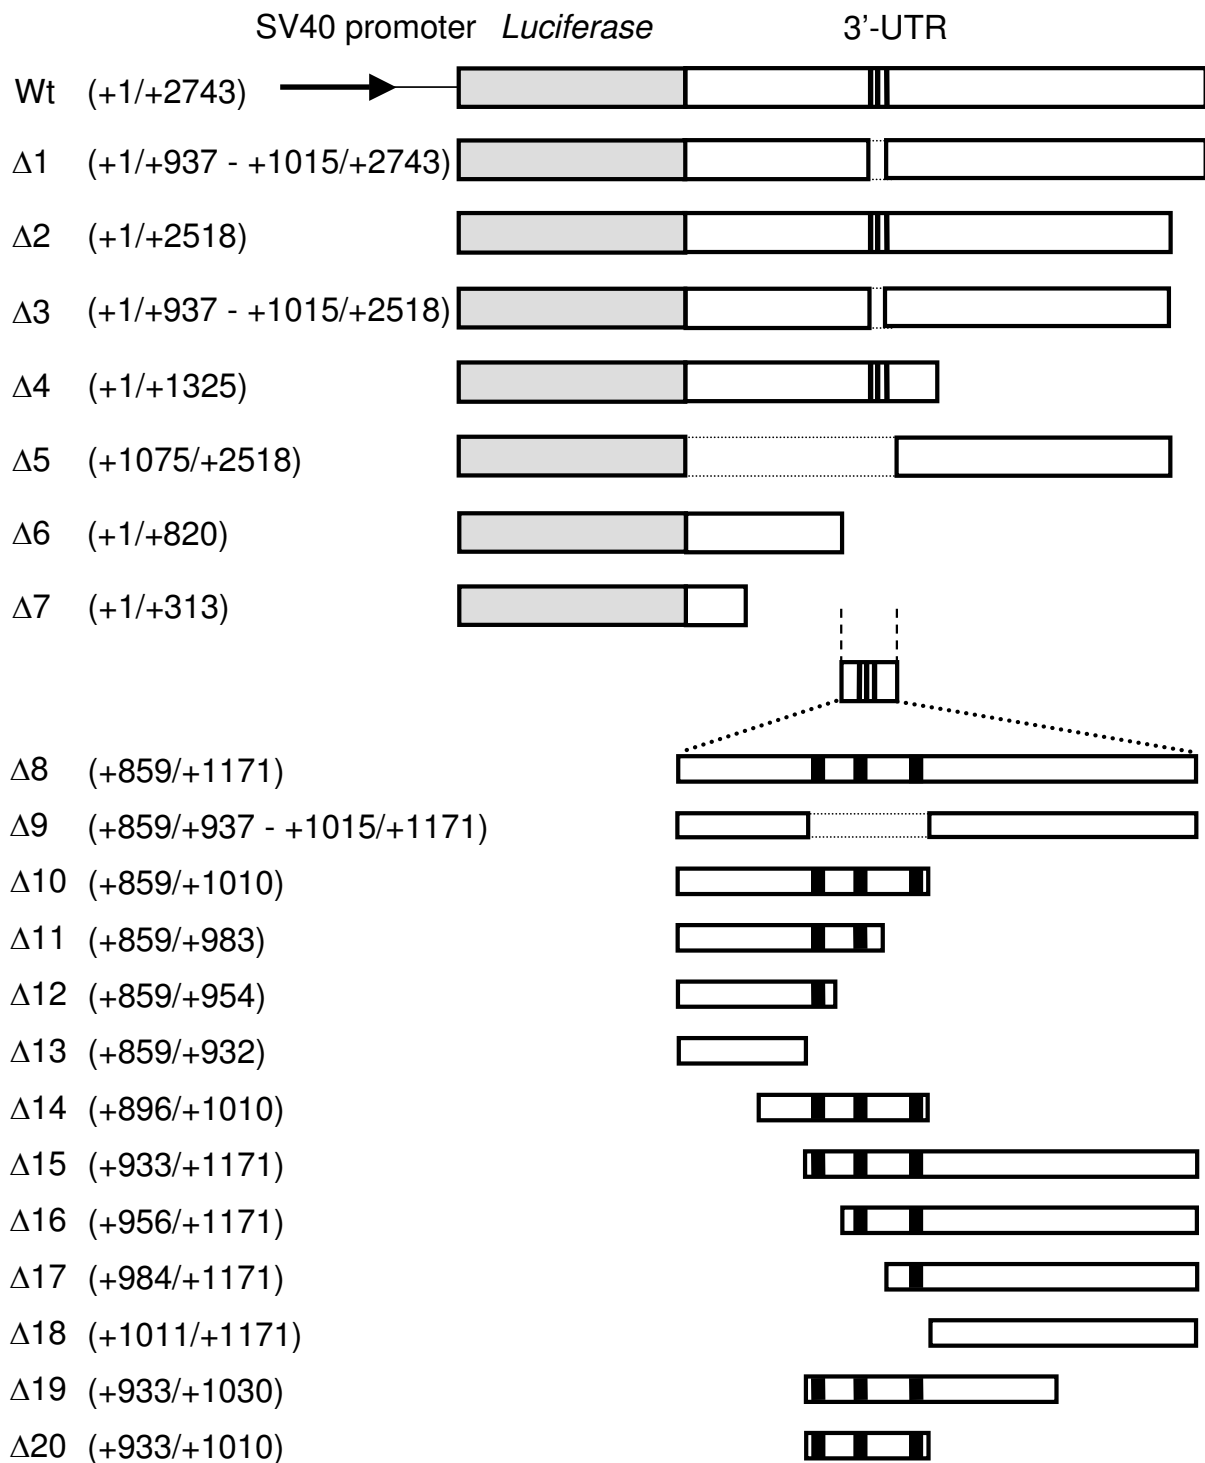 SV40 promoter Luciferase 3’-UTR
Wt (+1/+2743)
Δ1 (+1/+937 - +1015/+2743)
Δ2 (+1/+2518)
Δ3 (+1/+937 - +1015/+2518)
Δ4 (+1/+1325)
Δ5 (+1075/+2518)
Δ6 (+1/+820)
Δ7 (+1/+313)
Δ8 (+859/+1171)
Δ9 (+859/+937 - +1015/+1171)
Δ10 (+859/+1010)
Δ11 (+859/+983)
Δ12 (+859/+954)
Δ13 (+859/+932)
Δ14 (+896/+1010)
Δ15 (+933/+1171)
Δ16 (+956/+1171)
Δ17 (+984/+1171)
Δ18 (+1011/+1171)
Δ19 (+933/+1030)
Δ20 (+933/+1010)